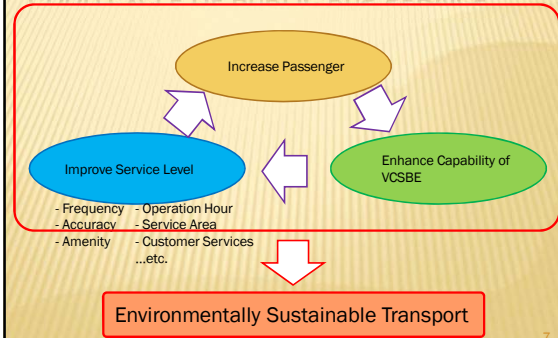 Increase Passenger
Improve Service Level
Enhance Capability of
VCSBE
- Frequency - Operation Hour
- Accuracy - Service Area
- Amenity - Customer Services
...etc.
Environmentally Sustainable Transport
7